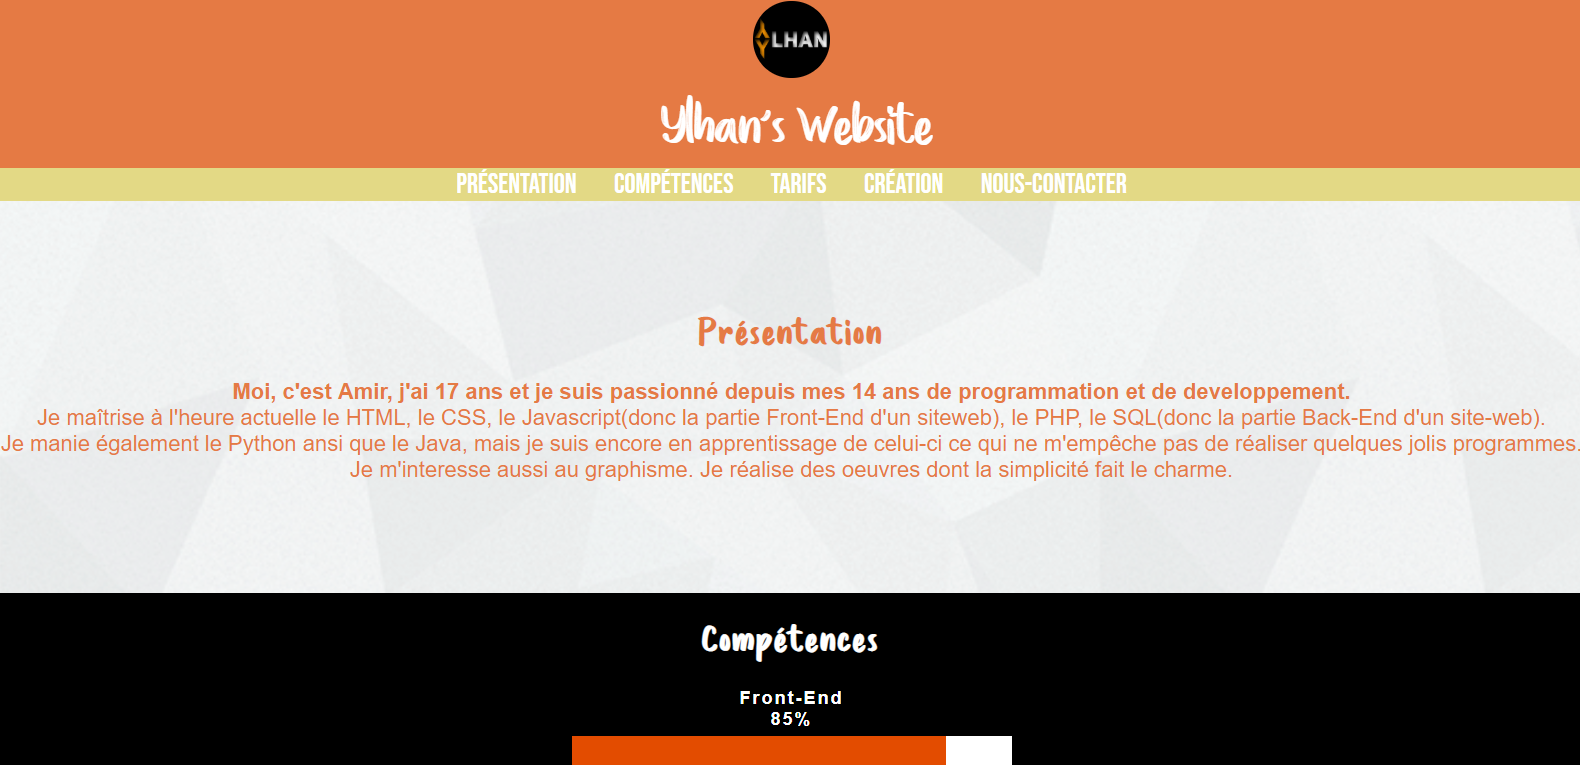 YLHAN
Ylhan's Website
PRÉSENTATION COMPÉTENCES TARIFS CRÉATION NOUS-CONTACTER
Présentation
Moi, c'est Amir, j'ai 17 ans et je suis passionné depuis mes 14 ans de programmation et de developpement.
Je maîtrise à l'heure actuelle le HTML, le CSS, le Javascript(donc la partie Front-End d'un siteweb), le PHP, le SQL(donc la partie Back-End d'un site-web).
Je manie également le Python ansi que le Java, mais je suis encore en apprentissage de celui-ci ce qui ne m'empêche pas de réaliser quelques jolis programmes.
Je m'interesse aussi au graphisme. Je réalise des oeuvres dont la simplicité fait le charme.
Compétences
Front-End
85%